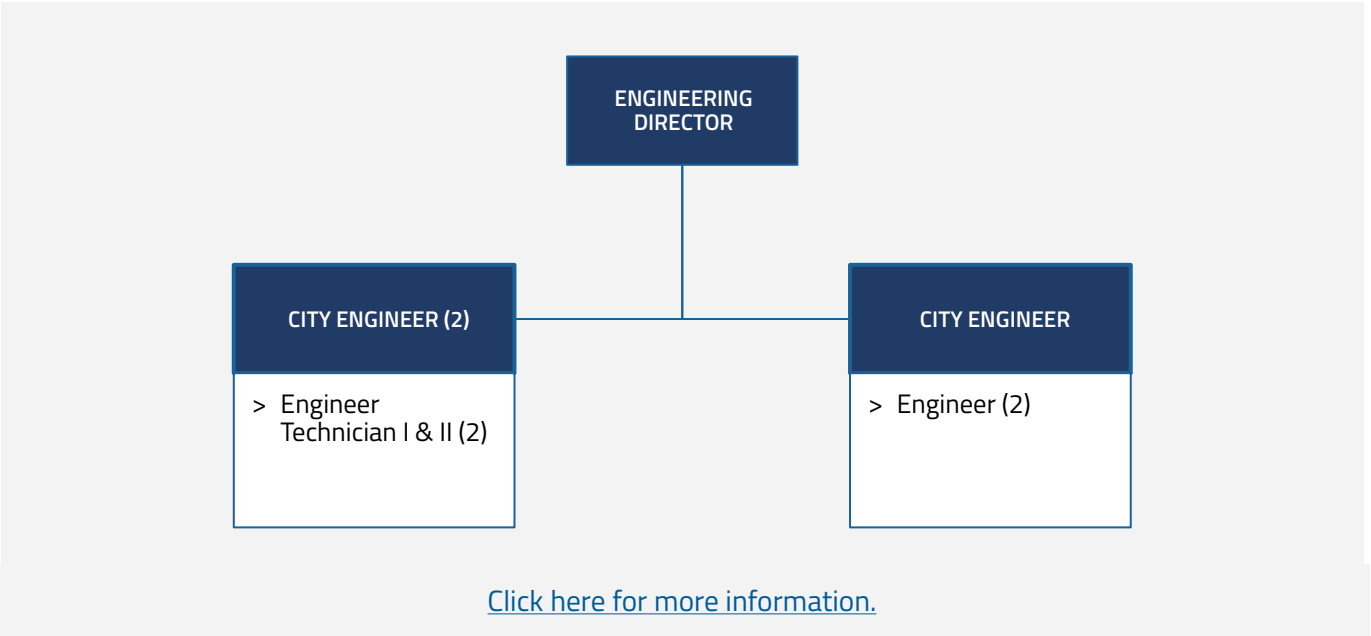 ENGINEERING
DIRECTOR
CITY ENGINEER (2)
> Engineer
Technician I & II (2)
CITY ENGINEER
> Engineer (2)
Click here for more information.